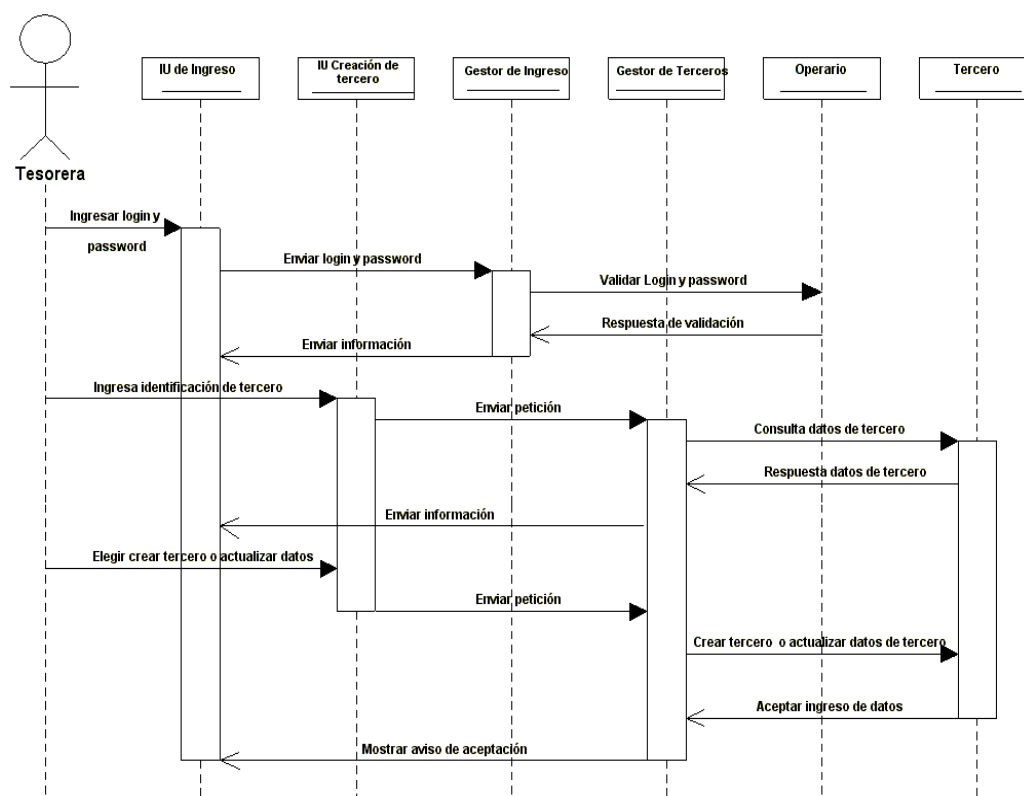 IU de Ingreso
IU Creación de
tercero
Gestor de Ingreso
Gestor de Terceros
Operario
Tercero
Tesorera
Ingresar login y
password
Enviar login y password
Validar Login y password
Respuesta de validación
Enviar información
Ingresa identificación de tercero
Enviar petición
Consulta datos de tercero
Respuesta datos de tercero
Enviar información
Elegir crear tercero o actualizar datos
Enviar petición
Crear tercero o actualizar datos de tercero
Aceptar ingreso de datos
Mostrar aviso de aceptación